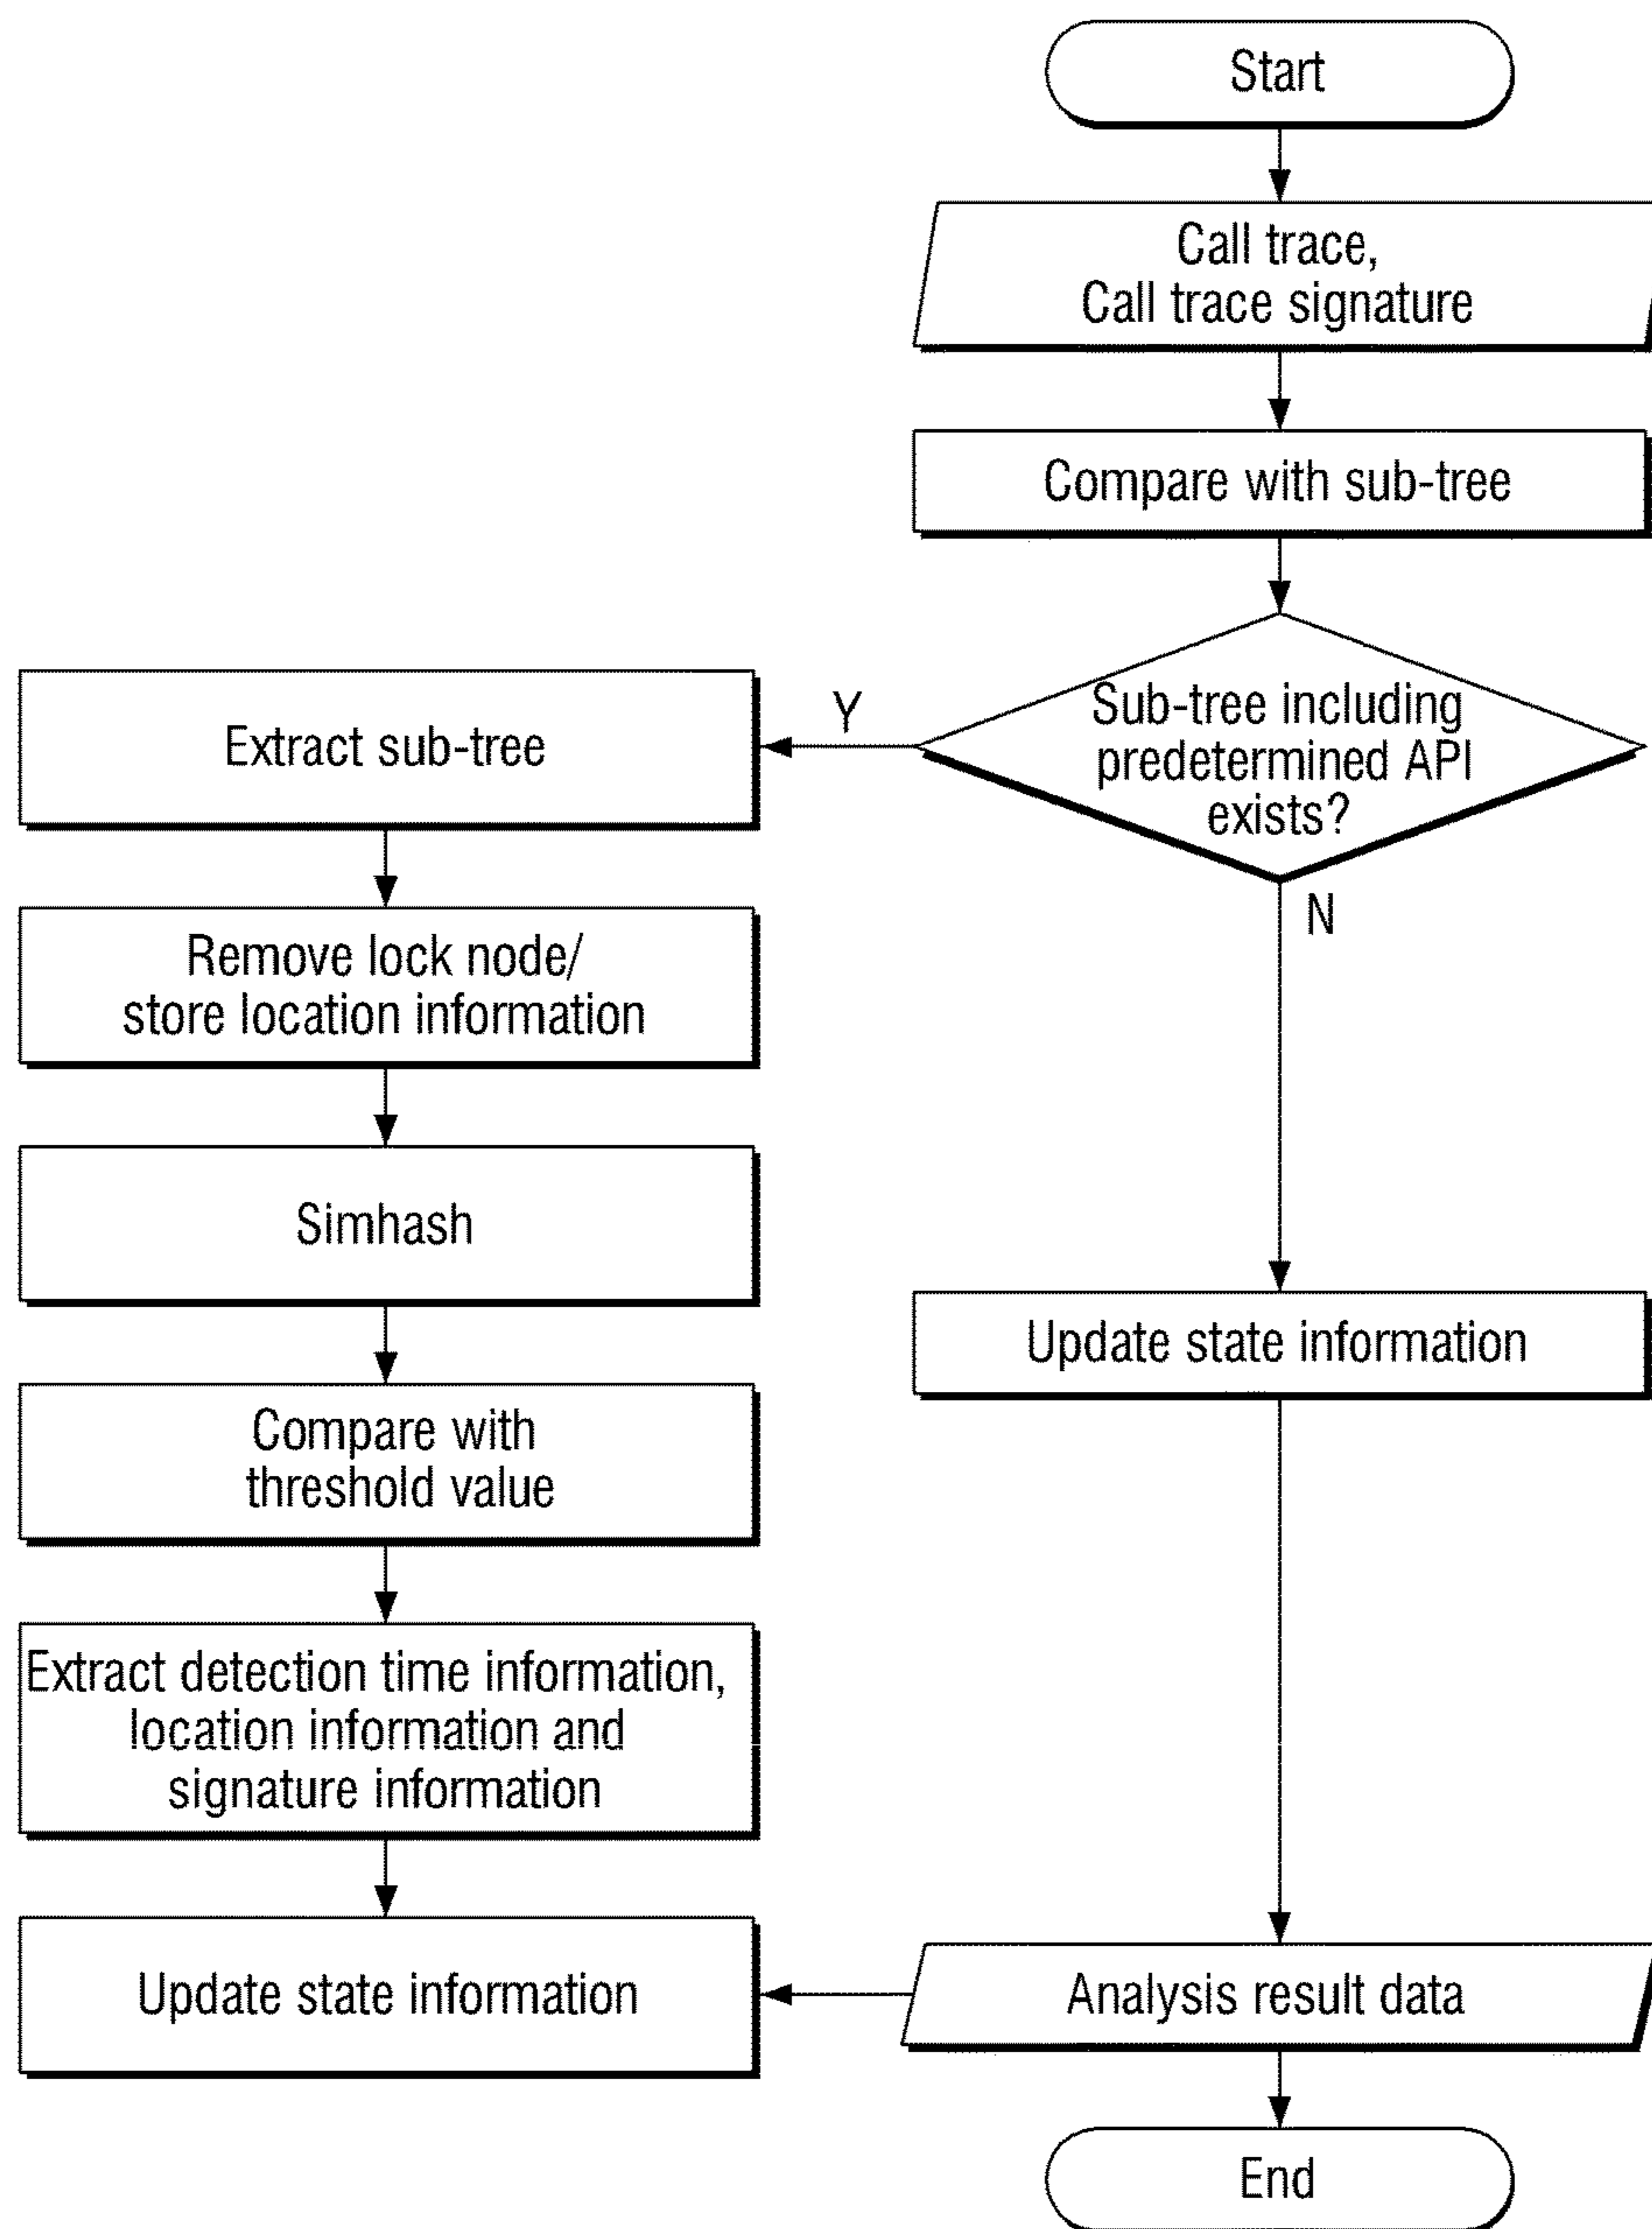 Start
Call trace,
Call trace signature
Compare with sub-tree
Sub-tree including
predetermined API
exists?
Y
N
Extract sub-tree
Remove lock node/
store location information
Simhash
Compare with
threshold value
Extract detection time information,
location information and
signature information
Update state information
Update state information
Analysis result data
End